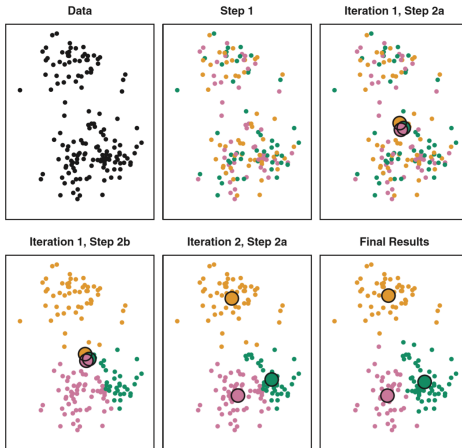 Data
Step 1
Iteration 1, Step 2a
Iteration 1, Step 2b
Iteration 2, Step 2a
Final Results